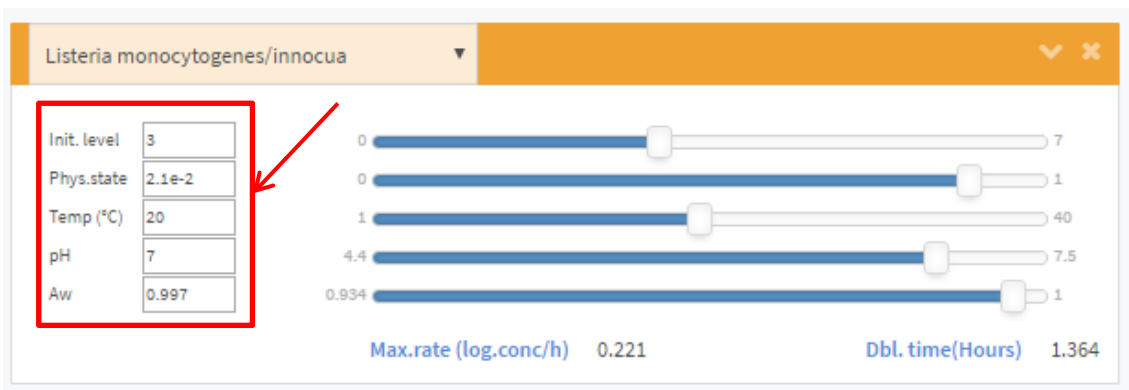 Listeria monocytogenes/innocua
Init. level 3 0 7
Phys.state 2.1e-2 0 1
Temp (°C) 20 1 40
pH 7 4.4 7.5
Aw 0.997 0.934 1
Max.rate (log.conc/h) 0.221 Dbl. time(Hours) 1.364